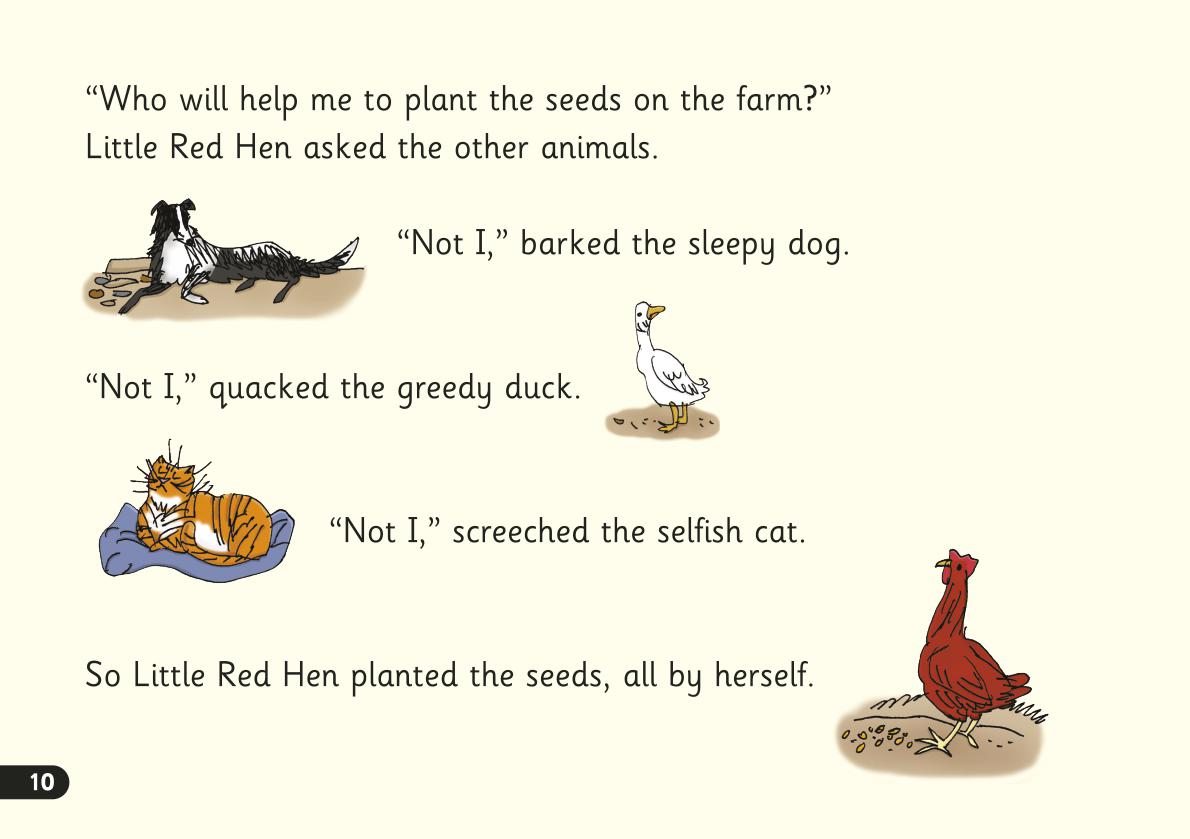 “Who will help me to plant the seeds on the farm?”
Little Red Hen asked the other animals.
“Not I,” barked the sleepy dog.
“Not I,” quacked the greedy duck.
“Not I,” screeched the selfish cat.
So Little Red Hen planted the seeds, all by herself.
10